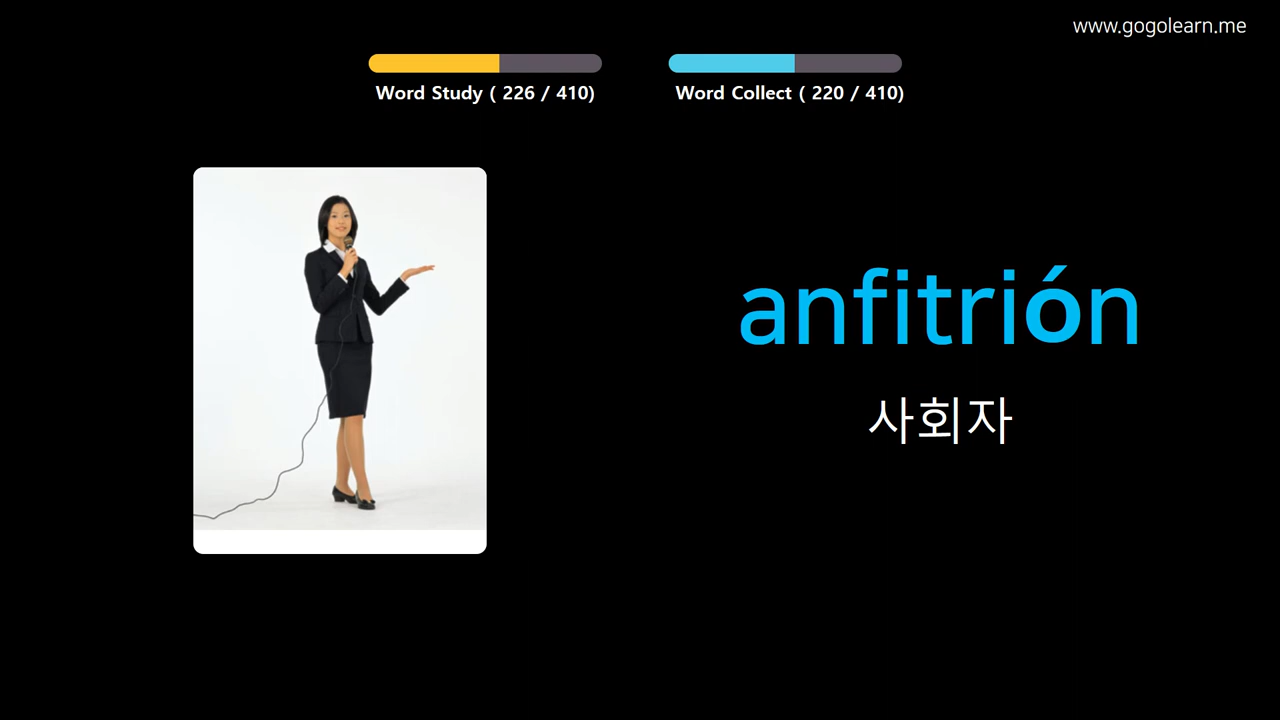 www.gogolearn.me
Word Study ( 226 / 410)
Word Collect ( 220 / 410)
anfitrión
사회자